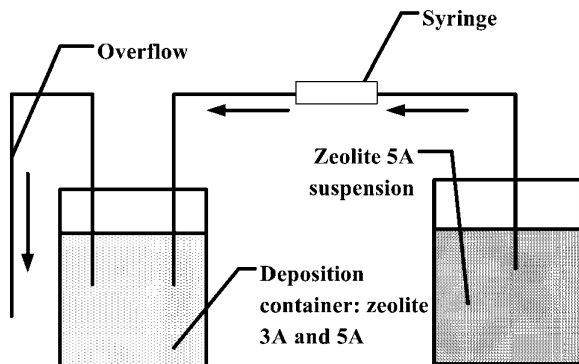 Syringe
Overflow
Zeolite 5A
suspension
Deposition
container: zeolite
3A and 5A